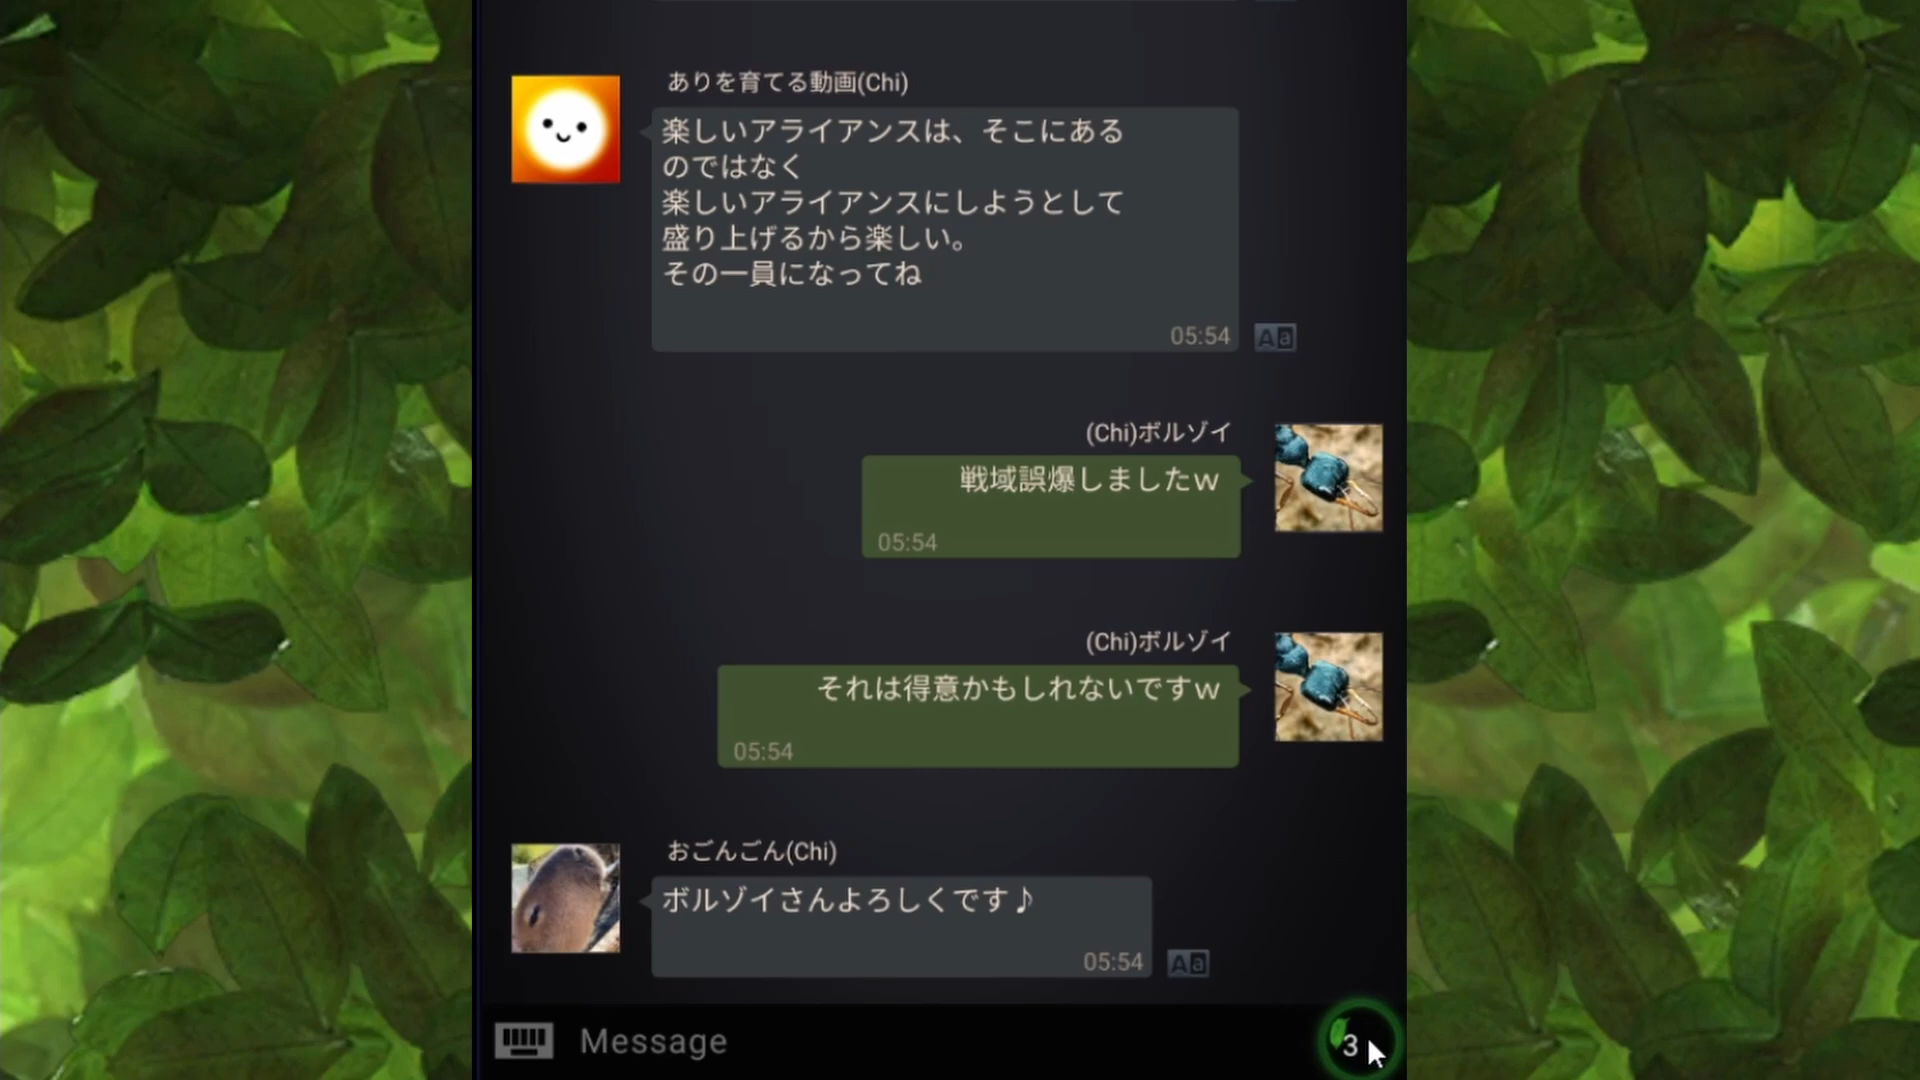 ありを育てる動画(Chi)
楽しいアライアンスは、そこにある
のではなく
楽しいアライアンスにしようとして
盛り上げるから楽しい。
その一員になってね
05:54
Aa
(Chi)ボルゾイ
戦域誤爆しましたw
05:54
(Chi)ボルゾイ
それは得意かもしれないですw
05:54
おごんごん(Chi)
ボルゾイさんよろしくです♪
05:54
Aa
Message
3